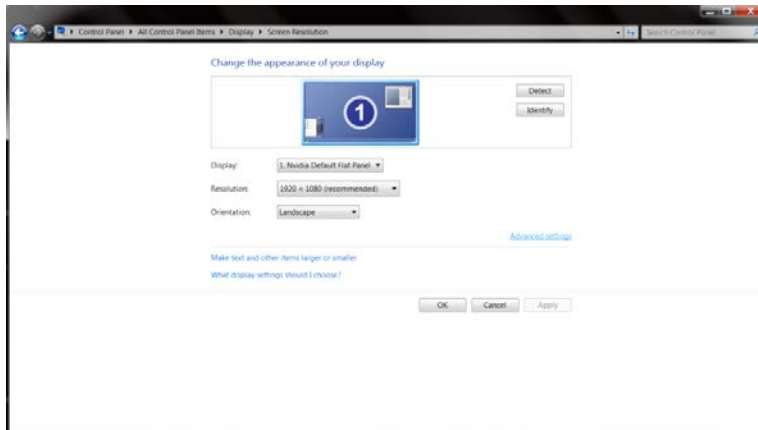 Control Panel ▸ All Control Panel Items ▸ Display ▸ Screen Resolution
Search Control Panel
Change the appearance of your display
1
Detect
Identify
Display: 1. Nvidia Default Flat Panel
Resolution: 1920 × 1080 (recommended)
Orientation: Landscape
Advanced settings
Make text and other items larger or smaller
What display settings should I choose?
OK Cancel Apply